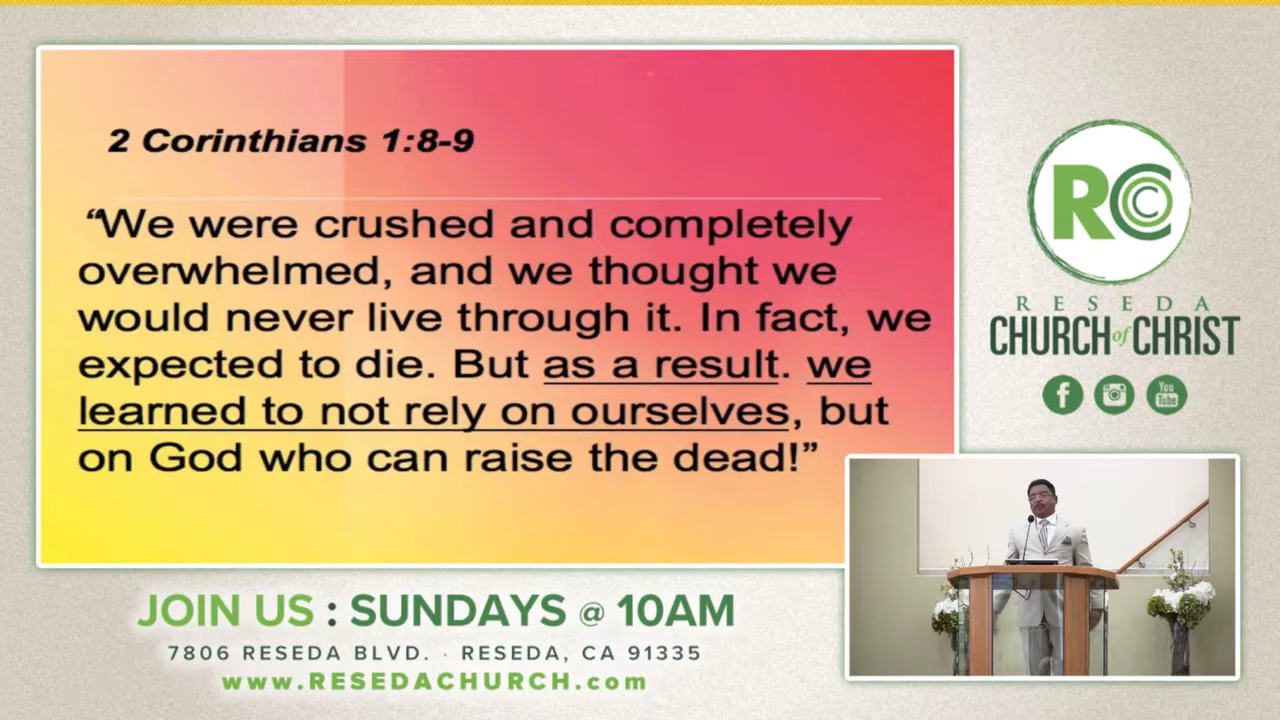 2 Corinthians 1:8-9
“We were crushed and completely
overwhelmed, and we thought we
would never live through it. In fact, we
expected to die. But as a result. we
learned to not rely on ourselves, but
on God who can raise the dead!”
RCC
RESEDA
CHURCH of CHRIST
f
You
Tube
JOIN US : SUNDAYS @ 10AM
7806 RESEDA BLVD. · RESEDA, CA 91335
www.RESEDACHURCH.com